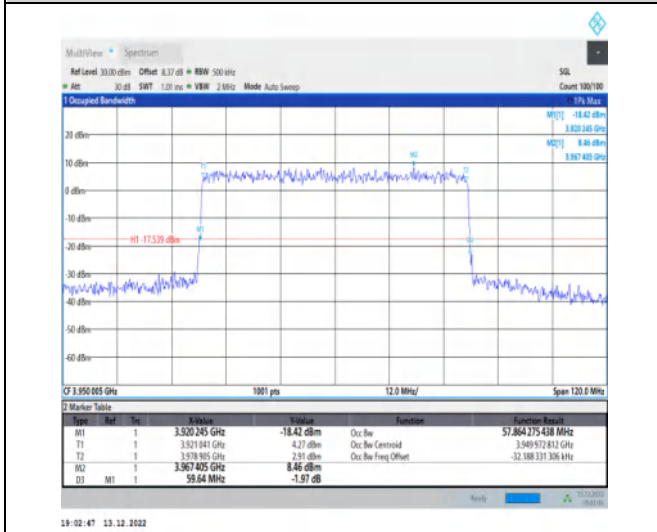 MultiView Spectrum
Ref Level 30.00 dBm Offset 8.37 dB RBW 500 kHz SGL
Att 30 dB SWT 1.01 ms VBW 2 MHz Mode Auto Sweep Count 100/100
1 Occupied Bandwidth 1Pk Max
M1[1] -18.42 dBm
3.920 245 GHz
20 dBm
M2[1] 8.46 dBm
3.967 405 GHz
M2
10 dBm
T1 T2
0 dBm
-10 dBm
M1
H1 -17.539 dBm
-20 dBm
-30 dBm
-40 dBm
-50 dBm
-60 dBm
CF 3.950 005 GHz 1001 pts 12.0 MHz/ Span 120.0 MHz
2 Marker Table
Type Ref Trc X-Value Y-Value Function Function Result
M1 1 3.920 245 GHz -18.42 dBm Occ Bw 57.864 275 438 MHz
T1 1 3.921 041 GHz 4.27 dBm Occ Bw Centroid 3.949 972 812 GHz
T2 1 3.978 905 GHz 2.91 dBm Occ Bw Freq Offset -32.188 331 306 kHz
M2 1 3.967 405 GHz 8.46 dBm
D3 M1 1 59.64 MHz -1.97 dB
Ready 13.12.2022
19:02:47 13.12.2022